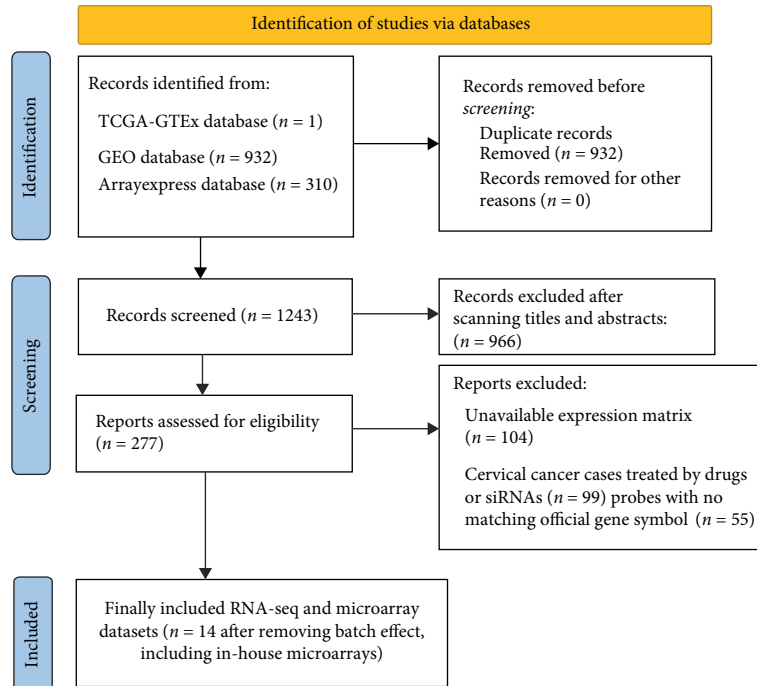 Identification of studies via databases
Identification
Records identified from:
TCGA-GTEx database (n = 1)
GEO database (n = 932)
Arrayexpress database (n = 310)
Records removed before
screening:
Duplicate records
Removed (n = 932)
Records removed for other
reasons (n = 0)
Screening
Records screened (n = 1243)
Records excluded after
scanning titles and abstracts:
(n = 966)
Reports assessed for eligibility
(n = 277)
Reports excluded:
Unavailable expression matrix
(n = 104)
Cervical cancer cases treated by drugs
or siRNAs (n = 99) probes with no
matching official gene symbol (n = 55)
Included
Finally included RNA-seq and microarray
datasets (n = 14 after removing batch effect,
including in-house microarrays)